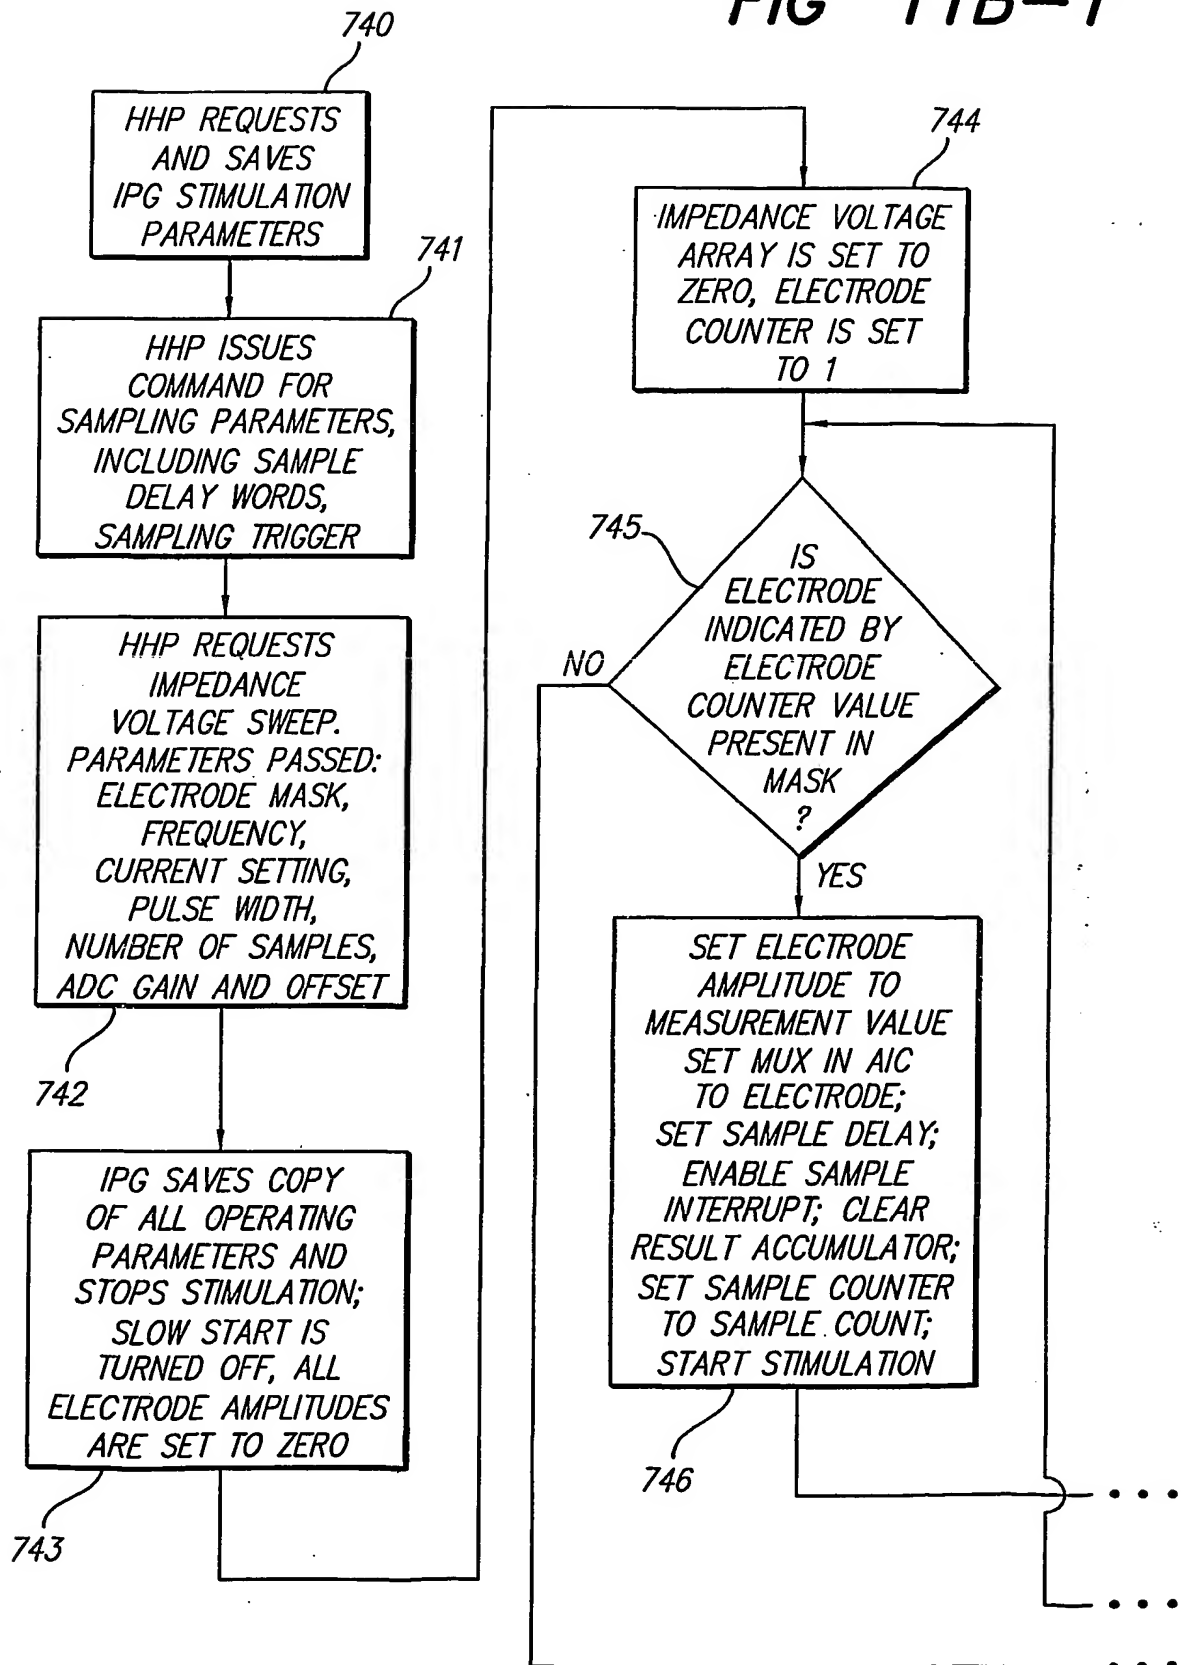 FIG 11B-1
740
HHP REQUESTS
AND SAVES
IPG STIMULATION
PARAMETERS
741
HHP ISSUES
COMMAND FOR
SAMPLING PARAMETERS,
INCLUDING SAMPLE
DELAY WORDS,
SAMPLING TRIGGER
HHP REQUESTS
IMPEDANCE
VOLTAGE SWEEP.
PARAMETERS PASSED:
ELECTRODE MASK,
FREQUENCY,
CURRENT SETTING,
PULSE WIDTH,
NUMBER OF SAMPLES,
ADC GAIN AND OFFSET
742
IPG SAVES COPY
OF ALL OPERATING
PARAMETERS AND
STOPS STIMULATION;
SLOW START IS
TURNED OFF, ALL
ELECTRODE AMPLITUDES
ARE SET TO ZERO
743
744
IMPEDANCE VOLTAGE
ARRAY IS SET TO
ZERO, ELECTRODE
COUNTER IS SET
TO 1
745
IS
ELECTRODE
INDICATED BY
ELECTRODE
COUNTER VALUE
PRESENT IN
MASK
?
NO
YES
SET ELECTRODE
AMPLITUDE TO
MEASUREMENT VALUE
SET MUX IN AIC
TO ELECTRODE;
SET SAMPLE DELAY;
ENABLE SAMPLE
INTERRUPT; CLEAR
RESULT ACCUMULATOR;
SET SAMPLE COUNTER
TO SAMPLE COUNT;
START STIMULATION
746